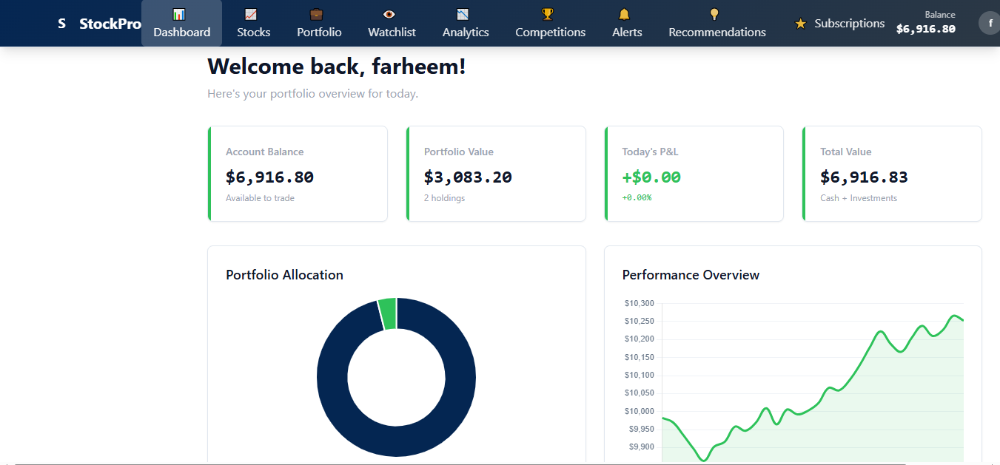 S StockPro
Dashboard
Stocks
Portfolio
Watchlist
Analytics
Competitions
Alerts
Recommendations
Subscriptions
Balance
$6,916.80
f
Welcome back, farheem!
Here's your portfolio overview for today.
Account Balance
$6,916.80
Available to trade
Portfolio Value
$3,083.20
2 holdings
Today's P&L
+$0.00
+0.00%
Total Value
$6,916.83
Cash + Investments
Portfolio Allocation
Performance Overview
$10,300
$10,250
$10,200
$10,150
$10,100
$10,050
$10,000
$9,950
$9,900